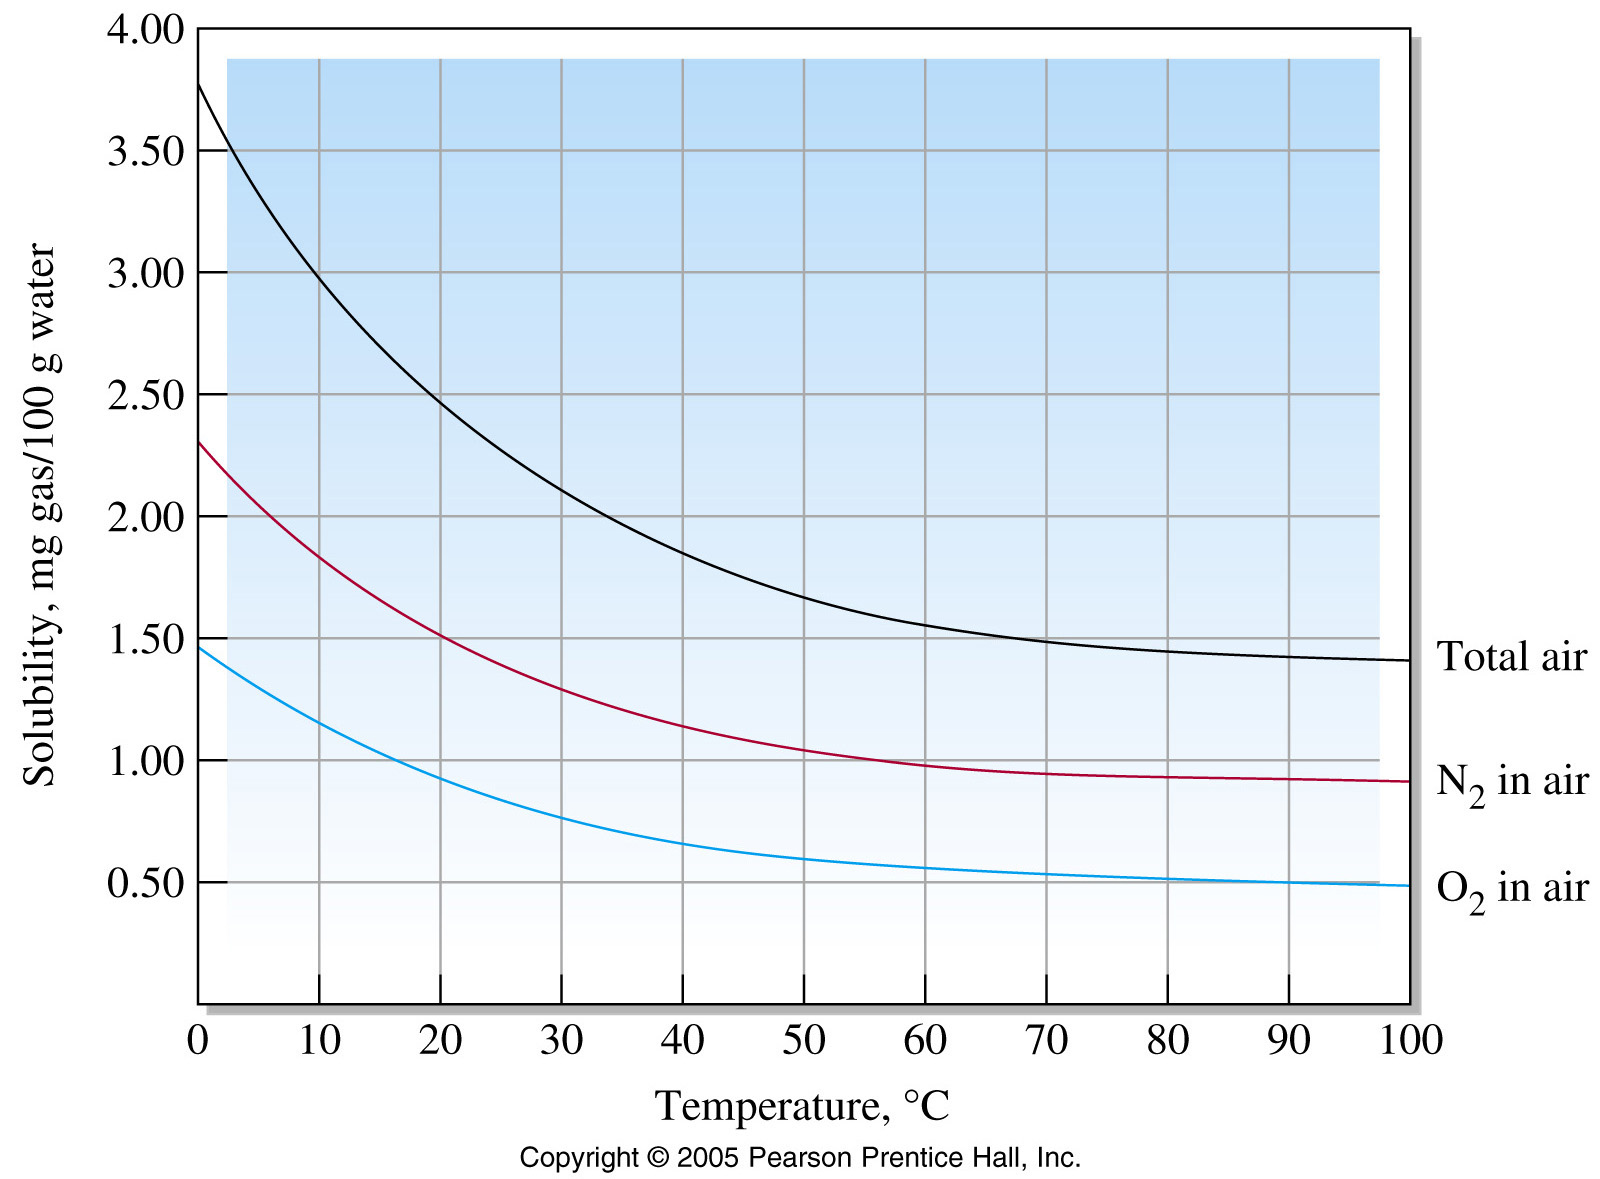 Solubility, mg gas/100 g water
4.00
3.50
3.00
2.50
2.00
1.50
1.00
0.50
Total air
N₂ in air
O₂ in air
0 10 20 30 40 50 60 70 80 90 100
Temperature, °C
Copyright © 2005 Pearson Prentice Hall, Inc.